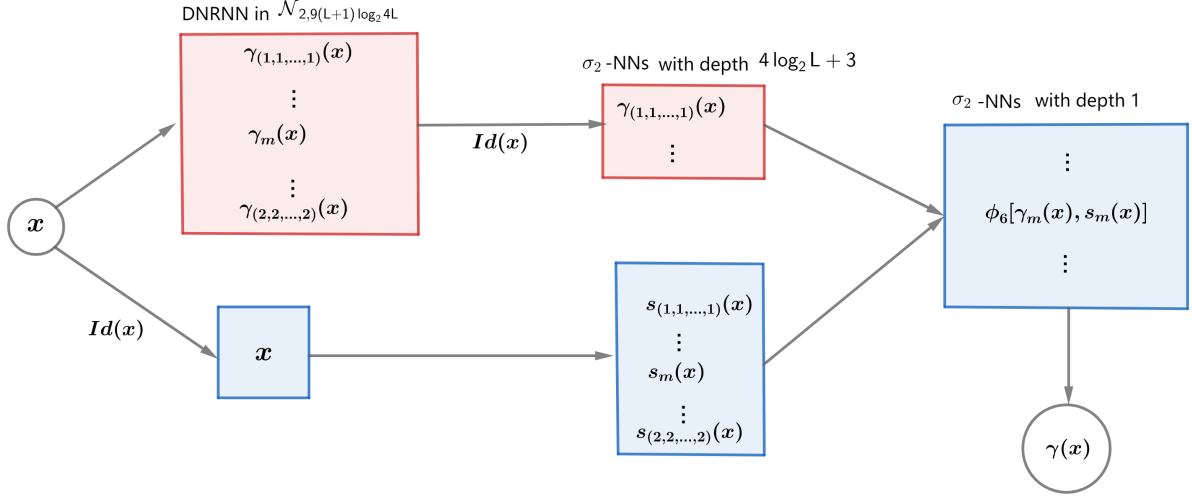 DNRNN in 𝒩₂,₉₍L₊₁₎ log₂ 4L
γ₍₁,₁,...,₁₎(x)
⋮
γₘ(x)
⋮
γ₍₂,₂,...,₂₎(x)
x
Id(x)
σ₂ -NNs with depth 4 log₂ L + 3
γ₍₁,₁,...,₁₎(x)
⋮
Id(x)
x
s₍₁,₁,...,₁₎(x)
⋮
sₘ(x)
⋮
s₍₂,₂,...,₂₎(x)
σ₂ -NNs with depth 1
⋮
ϕ₆[γₘ(x), sₘ(x)]
⋮
γ(x)